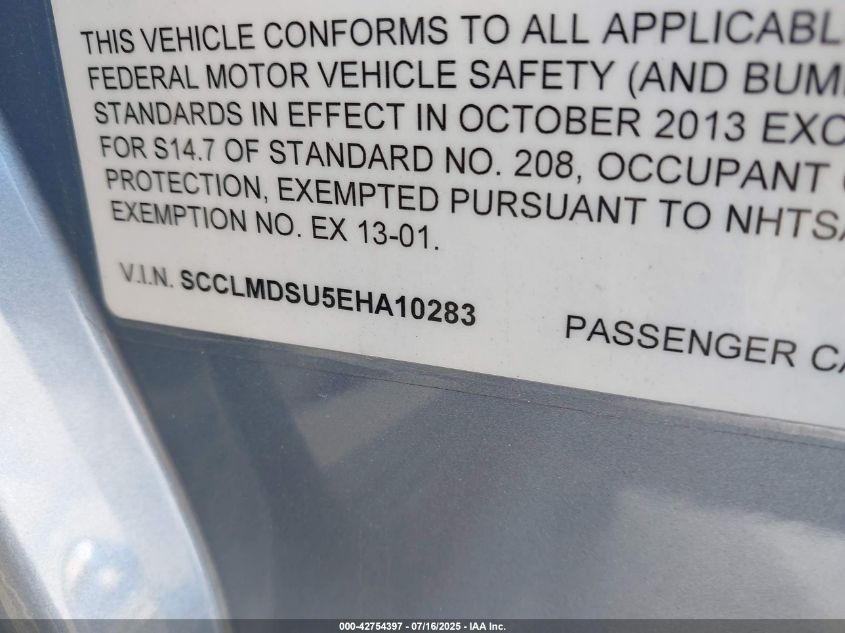 THIS VEHICLE CONFORMS TO ALL APPLICABL
FEDERAL MOTOR VEHICLE SAFETY (AND BUM
STANDARDS IN EFFECT IN OCTOBER 2013 EXC
FOR S14.7 OF STANDARD NO. 208, OCCUPANT
PROTECTION, EXEMPTED PURSUANT TO NHTSA
EXEMPTION NO. EX 13-01.
V.I.N. SCCLMDSU5EHA10283
PASSENGER CA
000-42754397 - 07/16/2025 - IAA Inc.